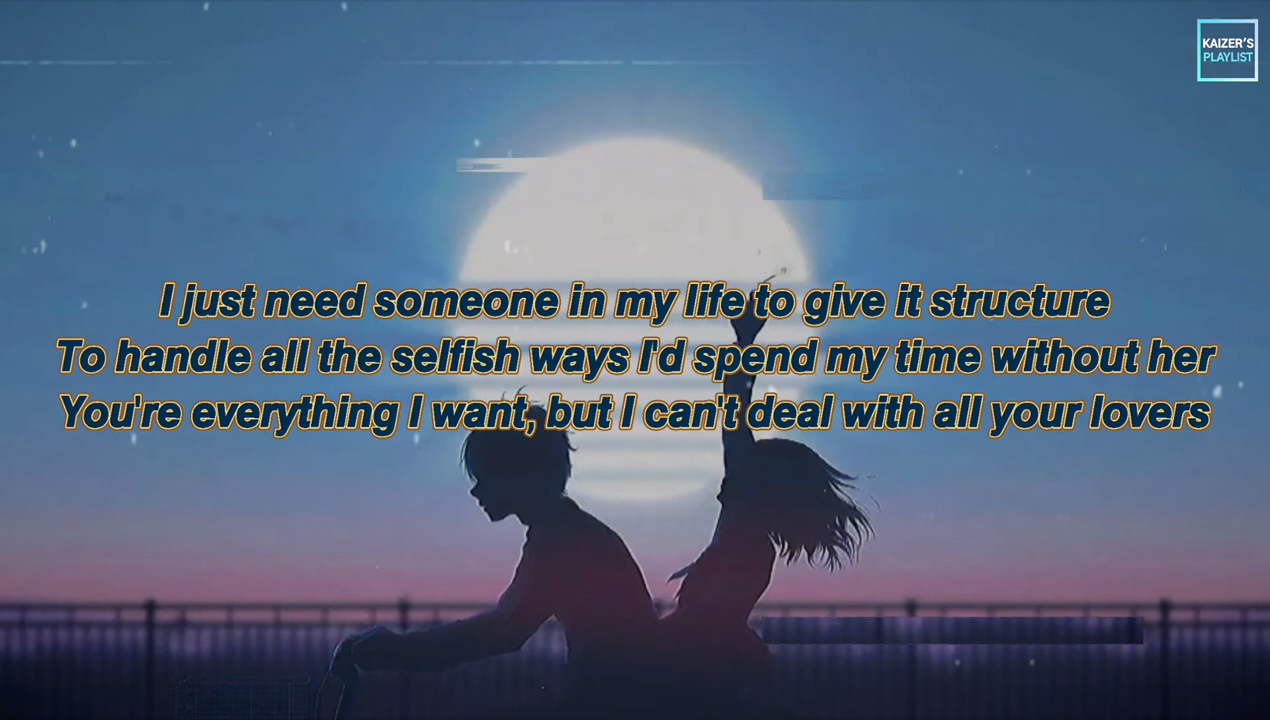 KAIZER'S
PLAYLIST
I just need someone in my life to give it structure
To handle all the selfish ways I'd spend my time without her
You're everything I want, but I can't deal with all your lovers